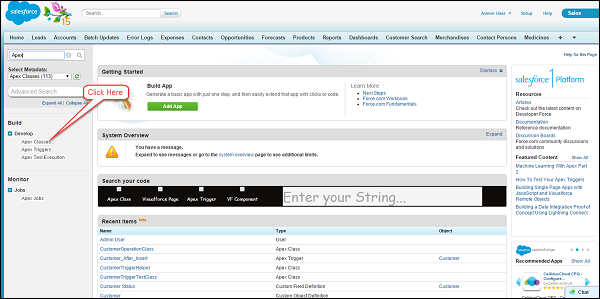 salesforce
15
Search...
Search
Admin User
Setup
Help
Sales
Home Leads Accounts Batch Updates Error Logs Expenses Contacts Opportunities Forecasts Products Reports Dashboards Customer Search Merchandises Contact Persons Medicines +
Apex
Select Metadata:
Apex Classes (113)
Advanced Search
Expand All | Collapse All
Build
Develop
Apex Classes
Apex Triggers
Apex Test Execution
Monitor
Jobs
Apex Jobs
Click Here
Help for this Page
Getting Started
Dismiss X
Build App
Generate a basic app with just one step, and then easily extend that app with clicks or code.
Add App
Learn More
Next Steps
Force.com Workbook
Force.com Fundamentals
System Overview
Expand
You have a message.
Expand to see messages or go to the system overview page to see additional limits.
Search your code
Apex Class
Visualforce Page
Apex Trigger
VF Component
Enter your String...
Recent Items beta
Name Type Object
Admin User User
CustomerOperationClass Apex Class
Customer_After_Insert Apex Trigger Customer
CustomerTriggerHelper Apex Class
CustomerTriggerTestClass Apex Class
Customer Status Custom Field Definition Customer
Customer Custom Object Definition
salesforce1 Platform
Resources
Articles
Check out the latest content on
Developer Force
Documentation
Reference documentation
Discussion Boards
Force.com community discussions
and solutions
Featured Content Show All
Machine Learning With Apex Part
2
How To Test Your Apex Triggers
Building Single Page Apps with
JavaScript and Visualforce
Remote Objects
Building a Data Integration Proof of
Concept Using Lightning Connect
Recommended Apps Show All
CallidusCloud CPQ -
Configure...
by CallidusCloud
Chat